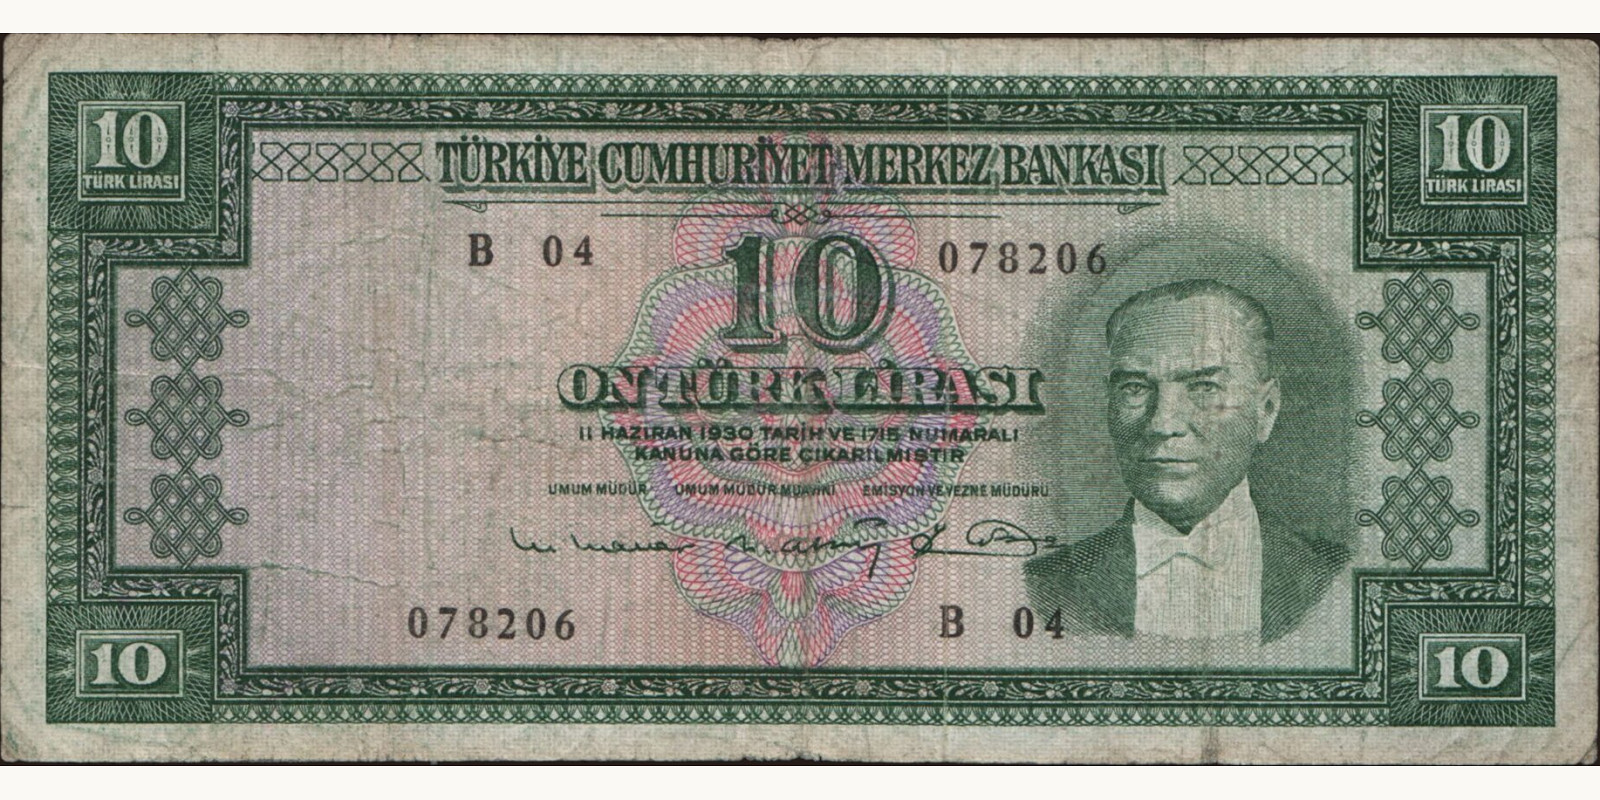 10
TÜRK LİRASI
TÜRKİYE CUMHURİYET MERKEZ BANKASI
10
TÜRK LİRASI
B 04
10
078206
ON TÜRK LİRASI
11 HAZİRAN 1930 TARİH VE 1715 NUMARALI
KANUNA GÖRE ÇIKARILMIŞTIR
UMUM MÜDÜR UMUM MÜDÜR MUAVİNİ EMİSYON VE VEZNE MÜDÜRÜ
078206
B 04
10
10